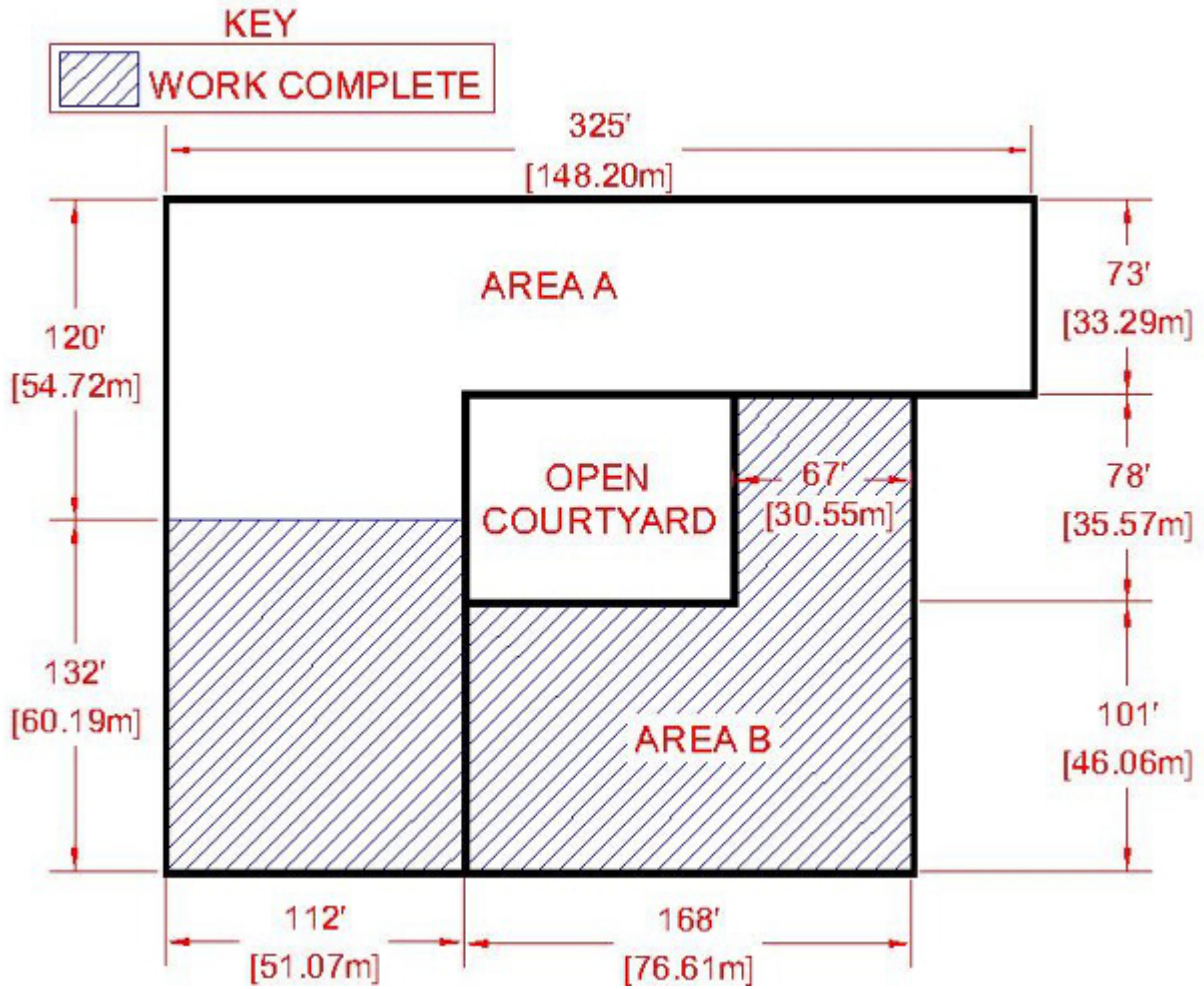 KEY
WORK COMPLETE
325'
[148.20m]
AREA A
73'
[33.29m]
120'
[54.72m]
OPEN
COURTYARD
67'
[30.55m]
78'
[35.57m]
132'
[60.19m]
AREA B
101'
[46.06m]
112'
[51.07m]
168'
[76.61m]